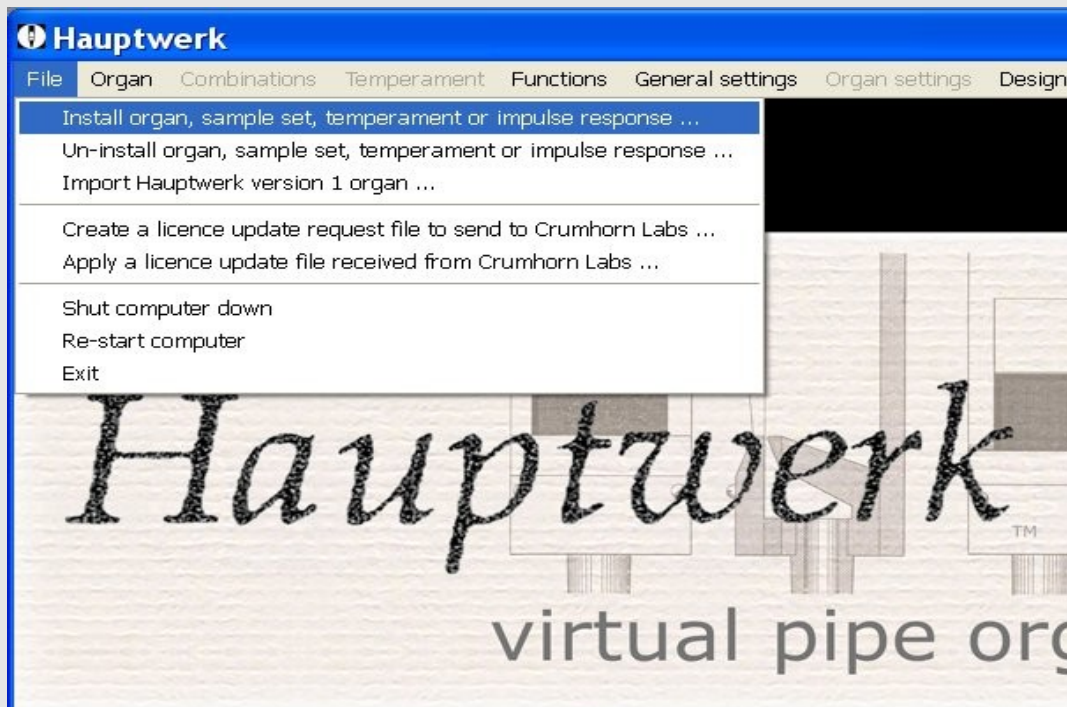 Hauptwerk
File Organ Combinations Temperament Functions General settings Organ settings Design
Install organ, sample set, temperament or impulse response ...
Un-install organ, sample set, temperament or impulse response ...
Import Hauptwerk version 1 organ ...
Create a licence update request file to send to Crumhorn Labs ...
Apply a licence update file received from Crumhorn Labs ...
Shut computer down
Re-start computer
Exit
Hauptwerk
TM
virtual pipe org